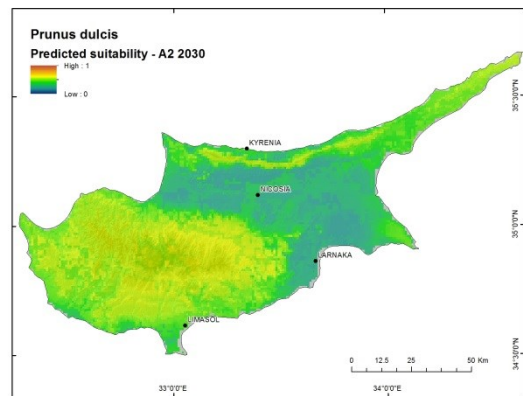 Prunus dulcis
Predicted suitability - A2 2030
High : 1
Low : 0
KYRENIA
NICOSIA
LARNAKA
LIMASOL
35°30'0"N
35°0'0"N
34°30'0"N
0 12.5 25 50 Km
33°0'0"E
34°0'0"E